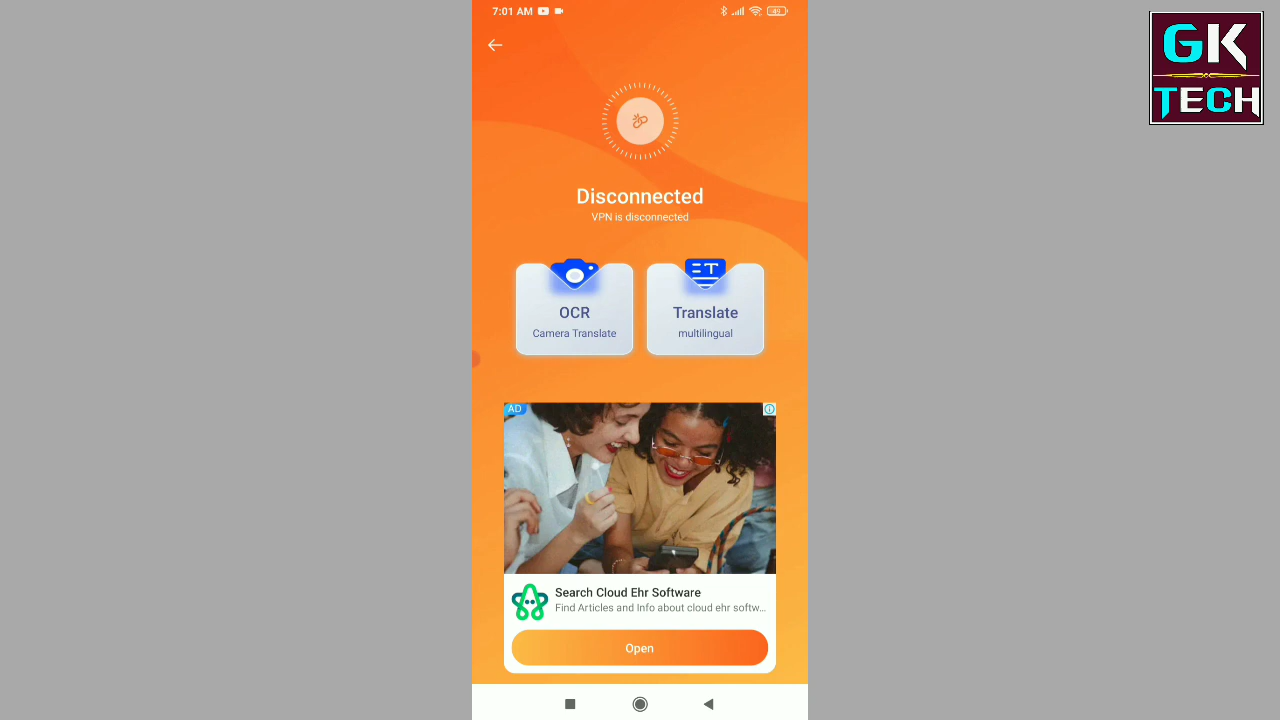 7:01 AM
49
GK
TECH
Disconnected
VPN is disconnected
T
OCR
Camera Translate
Translate
multilingual
AD
Search Cloud Ehr Software
Find Articles and Info about cloud ehr softw...
Open